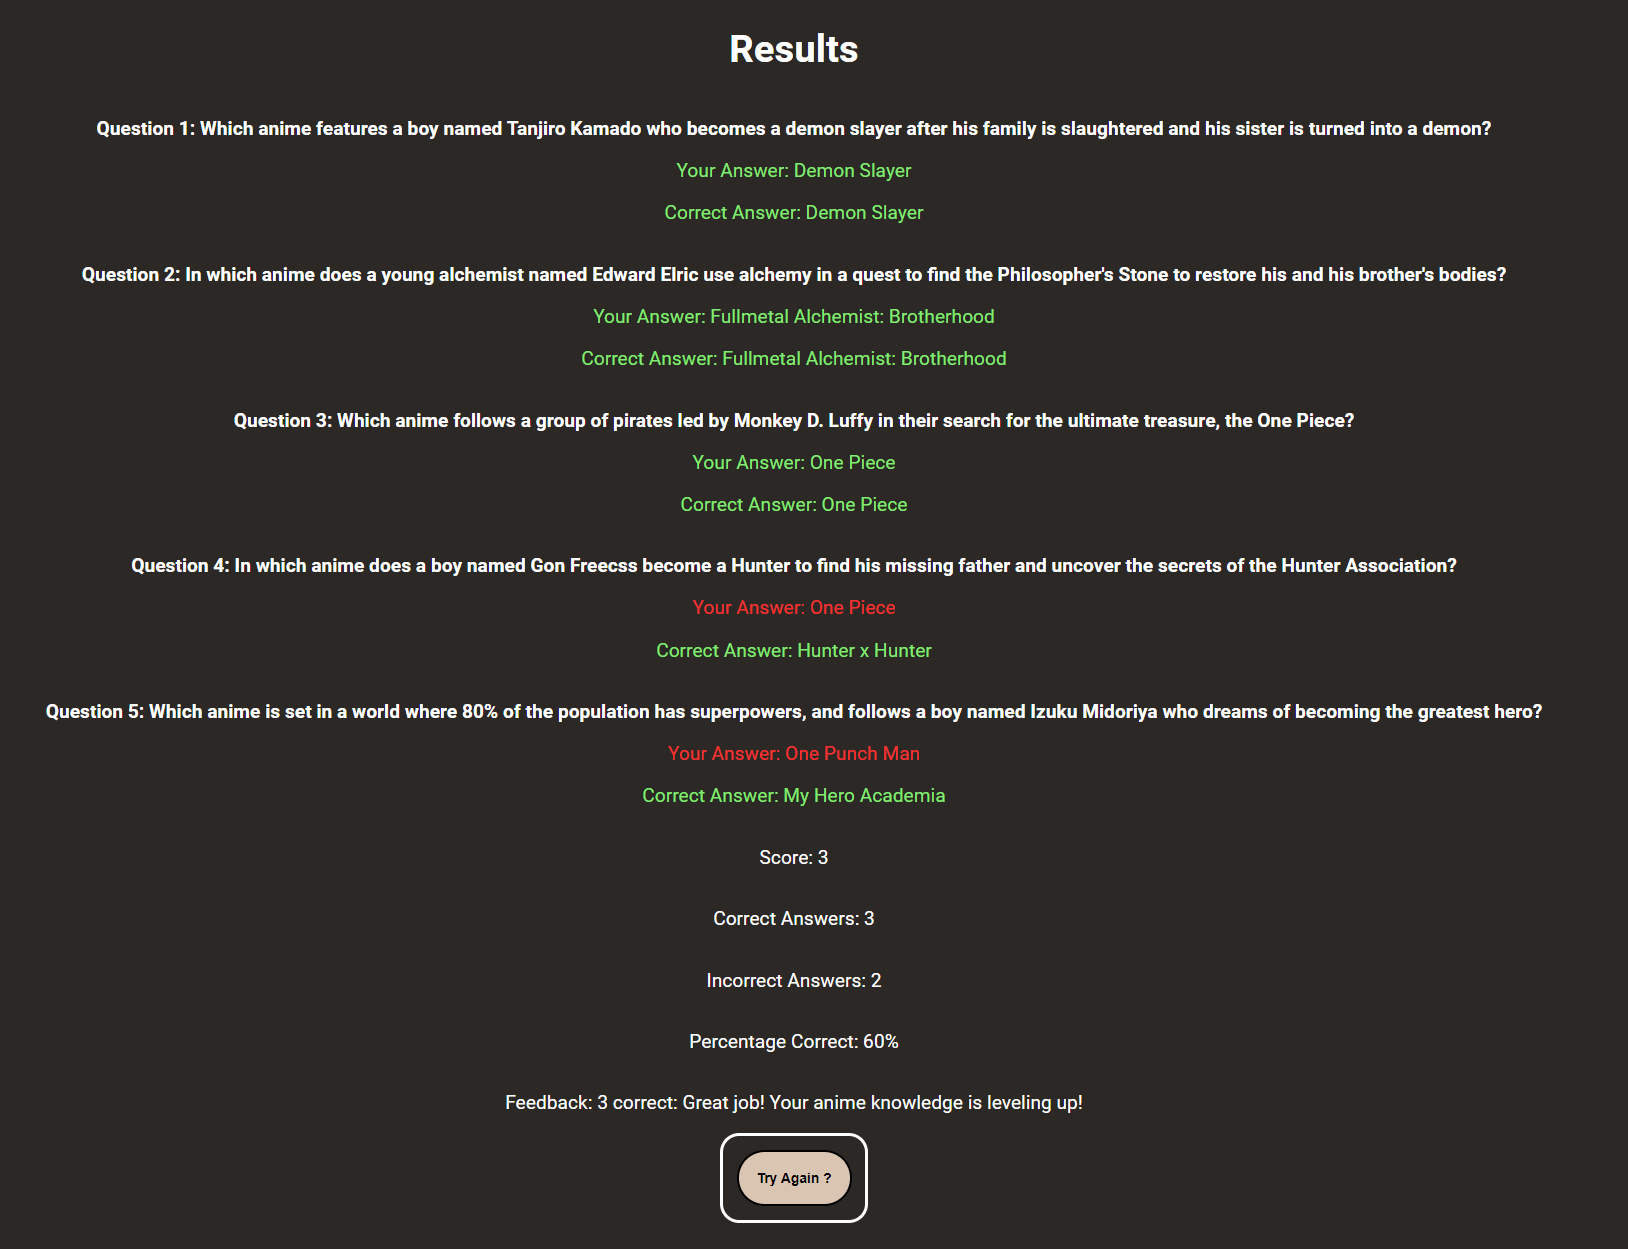 Results
Question 1: Which anime features a boy named Tanjiro Kamado who becomes a demon slayer after his family is slaughtered and his sister is turned into a demon?
Your Answer: Demon Slayer
Correct Answer: Demon Slayer
Question 2: In which anime does a young alchemist named Edward Elric use alchemy in a quest to find the Philosopher's Stone to restore his and his brother's bodies?
Your Answer: Fullmetal Alchemist: Brotherhood
Correct Answer: Fullmetal Alchemist: Brotherhood
Question 3: Which anime follows a group of pirates led by Monkey D. Luffy in their search for the ultimate treasure, the One Piece?
Your Answer: One Piece
Correct Answer: One Piece
Question 4: In which anime does a boy named Gon Freecss become a Hunter to find his missing father and uncover the secrets of the Hunter Association?
Your Answer: One Piece
Correct Answer: Hunter x Hunter
Question 5: Which anime is set in a world where 80% of the population has superpowers, and follows a boy named Izuku Midoriya who dreams of becoming the greatest hero?
Your Answer: One Punch Man
Correct Answer: My Hero Academia
Score: 3
Correct Answers: 3
Incorrect Answers: 2
Percentage Correct: 60%
Feedback: 3 correct: Great job! Your anime knowledge is leveling up!
Try Again ?